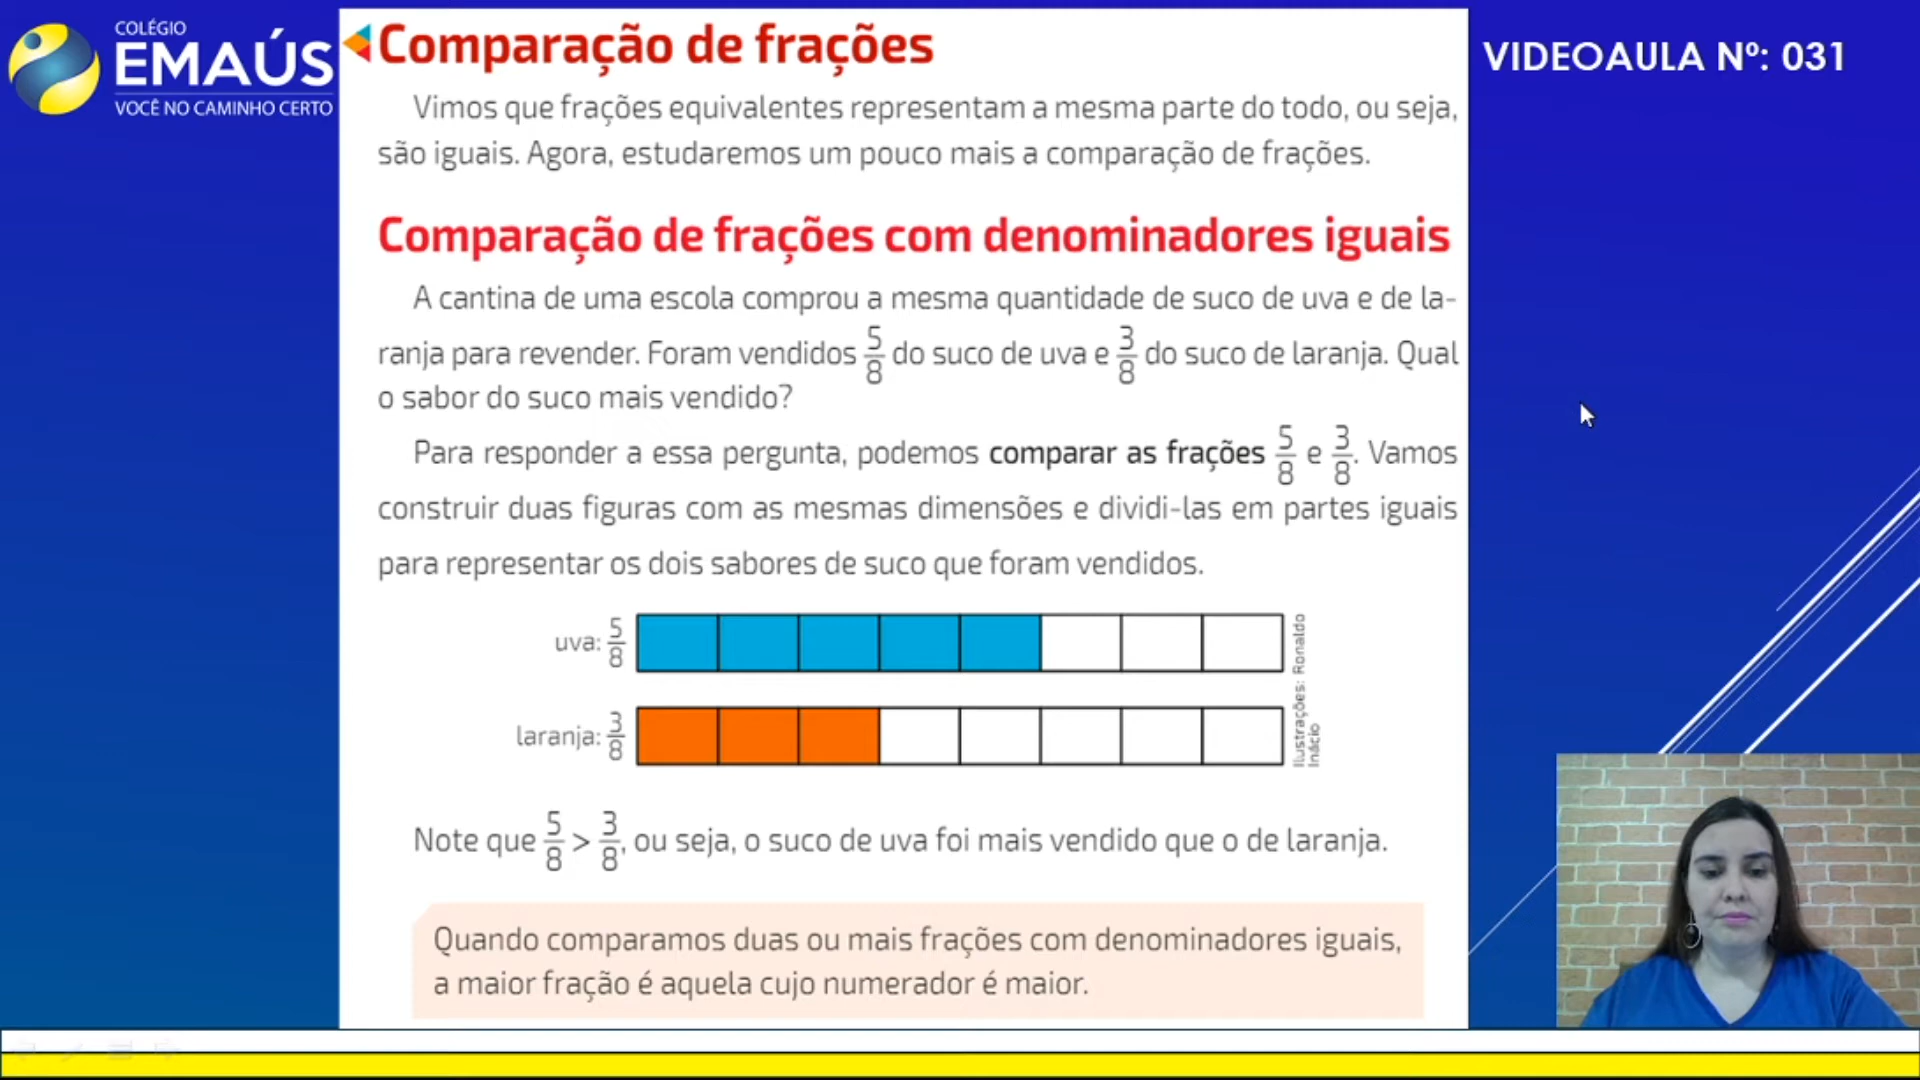 COLÉGIO
EMAÚS
VOCÊ NO CAMINHO CERTO
VIDEOAULA Nº: 031
Comparação de frações
Vimos que frações equivalentes representam a mesma parte do todo, ou seja,
são iguais. Agora, estudaremos um pouco mais a comparação de frações.
Comparação de frações com denominadores iguais
A cantina de uma escola comprou a mesma quantidade de suco de uva e de la-
ranja para revender. Foram vendidos 5/8 do suco de uva e 3/8 do suco de laranja. Qual
o sabor do suco mais vendido?
Para responder a essa pergunta, podemos comparar as frações 5/8 e 3/8. Vamos
construir duas figuras com as mesmas dimensões e dividi-las em partes iguais
para representar os dois sabores de suco que foram vendidos.
uva: 5/8
laranja: 3/8
Ilustrações: Ronaldo
Inácio
Note que 5/8 > 3/8, ou seja, o suco de uva foi mais vendido que o de laranja.
Quando comparamos duas ou mais frações com denominadores iguais,
a maior fração é aquela cujo numerador é maior.